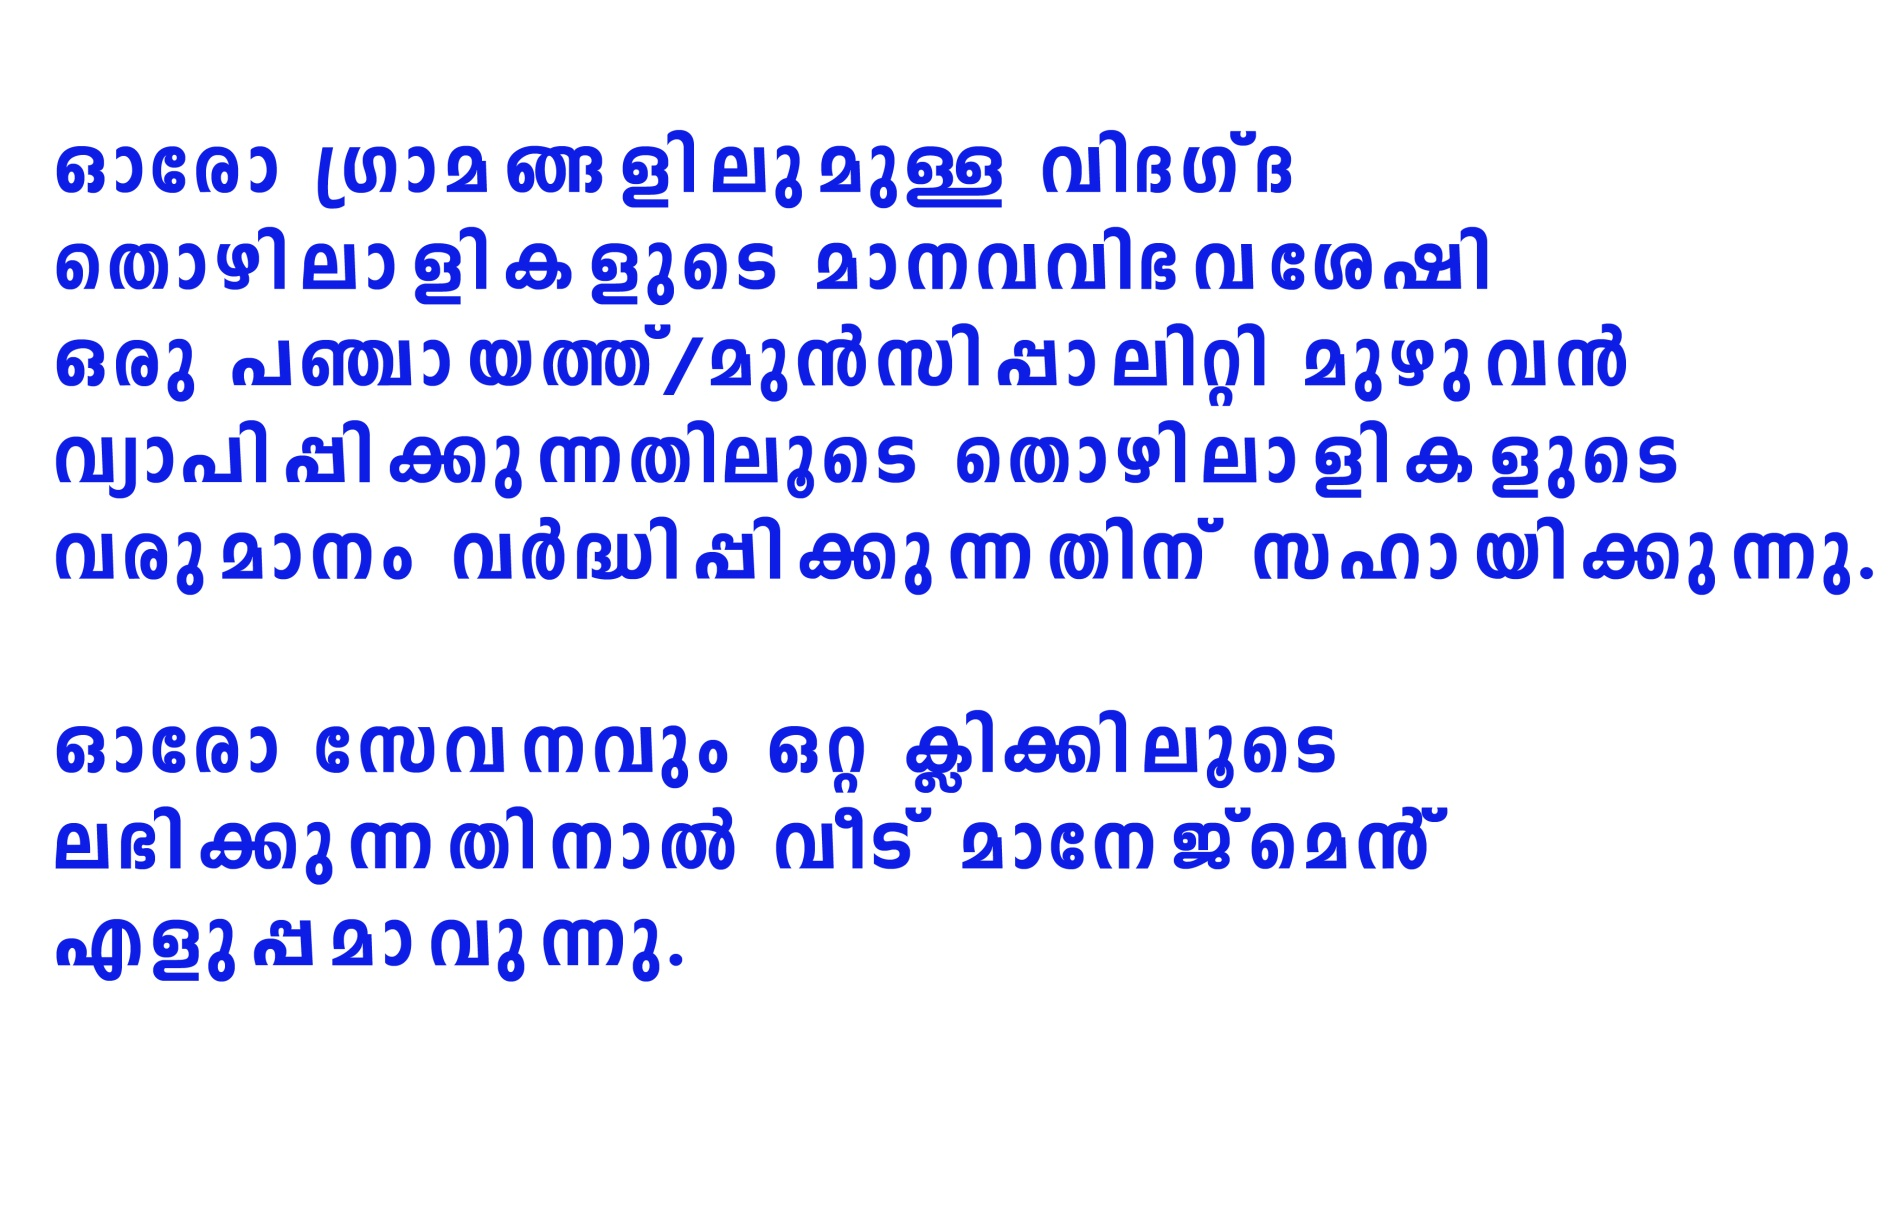 ഓരോ ഗ്രാമങ്ങളിലുമുള്ള വിദഗ്ദ
തൊഴിലാളികളുടെ മാനവവിഭവശേഷി
ഒരു പഞ്ചായത്ത്/മുൻസിപ്പാലിറ്റി മുഴുവൻ
വ്യാപിപ്പിക്കുന്നതിലൂടെ തൊഴിലാളികളുടെ
വരുമാനം വർദ്ധിപ്പിക്കുന്നതിന് സഹായിക്കുന്നു.
ഓരോ സേവനവും ഒറ്റ ക്ലിക്കിലൂടെ
ലഭിക്കുന്നതിനാൽ വീട് മാനേജ്മെൻ്
എളുപ്പമാവുന്നു.